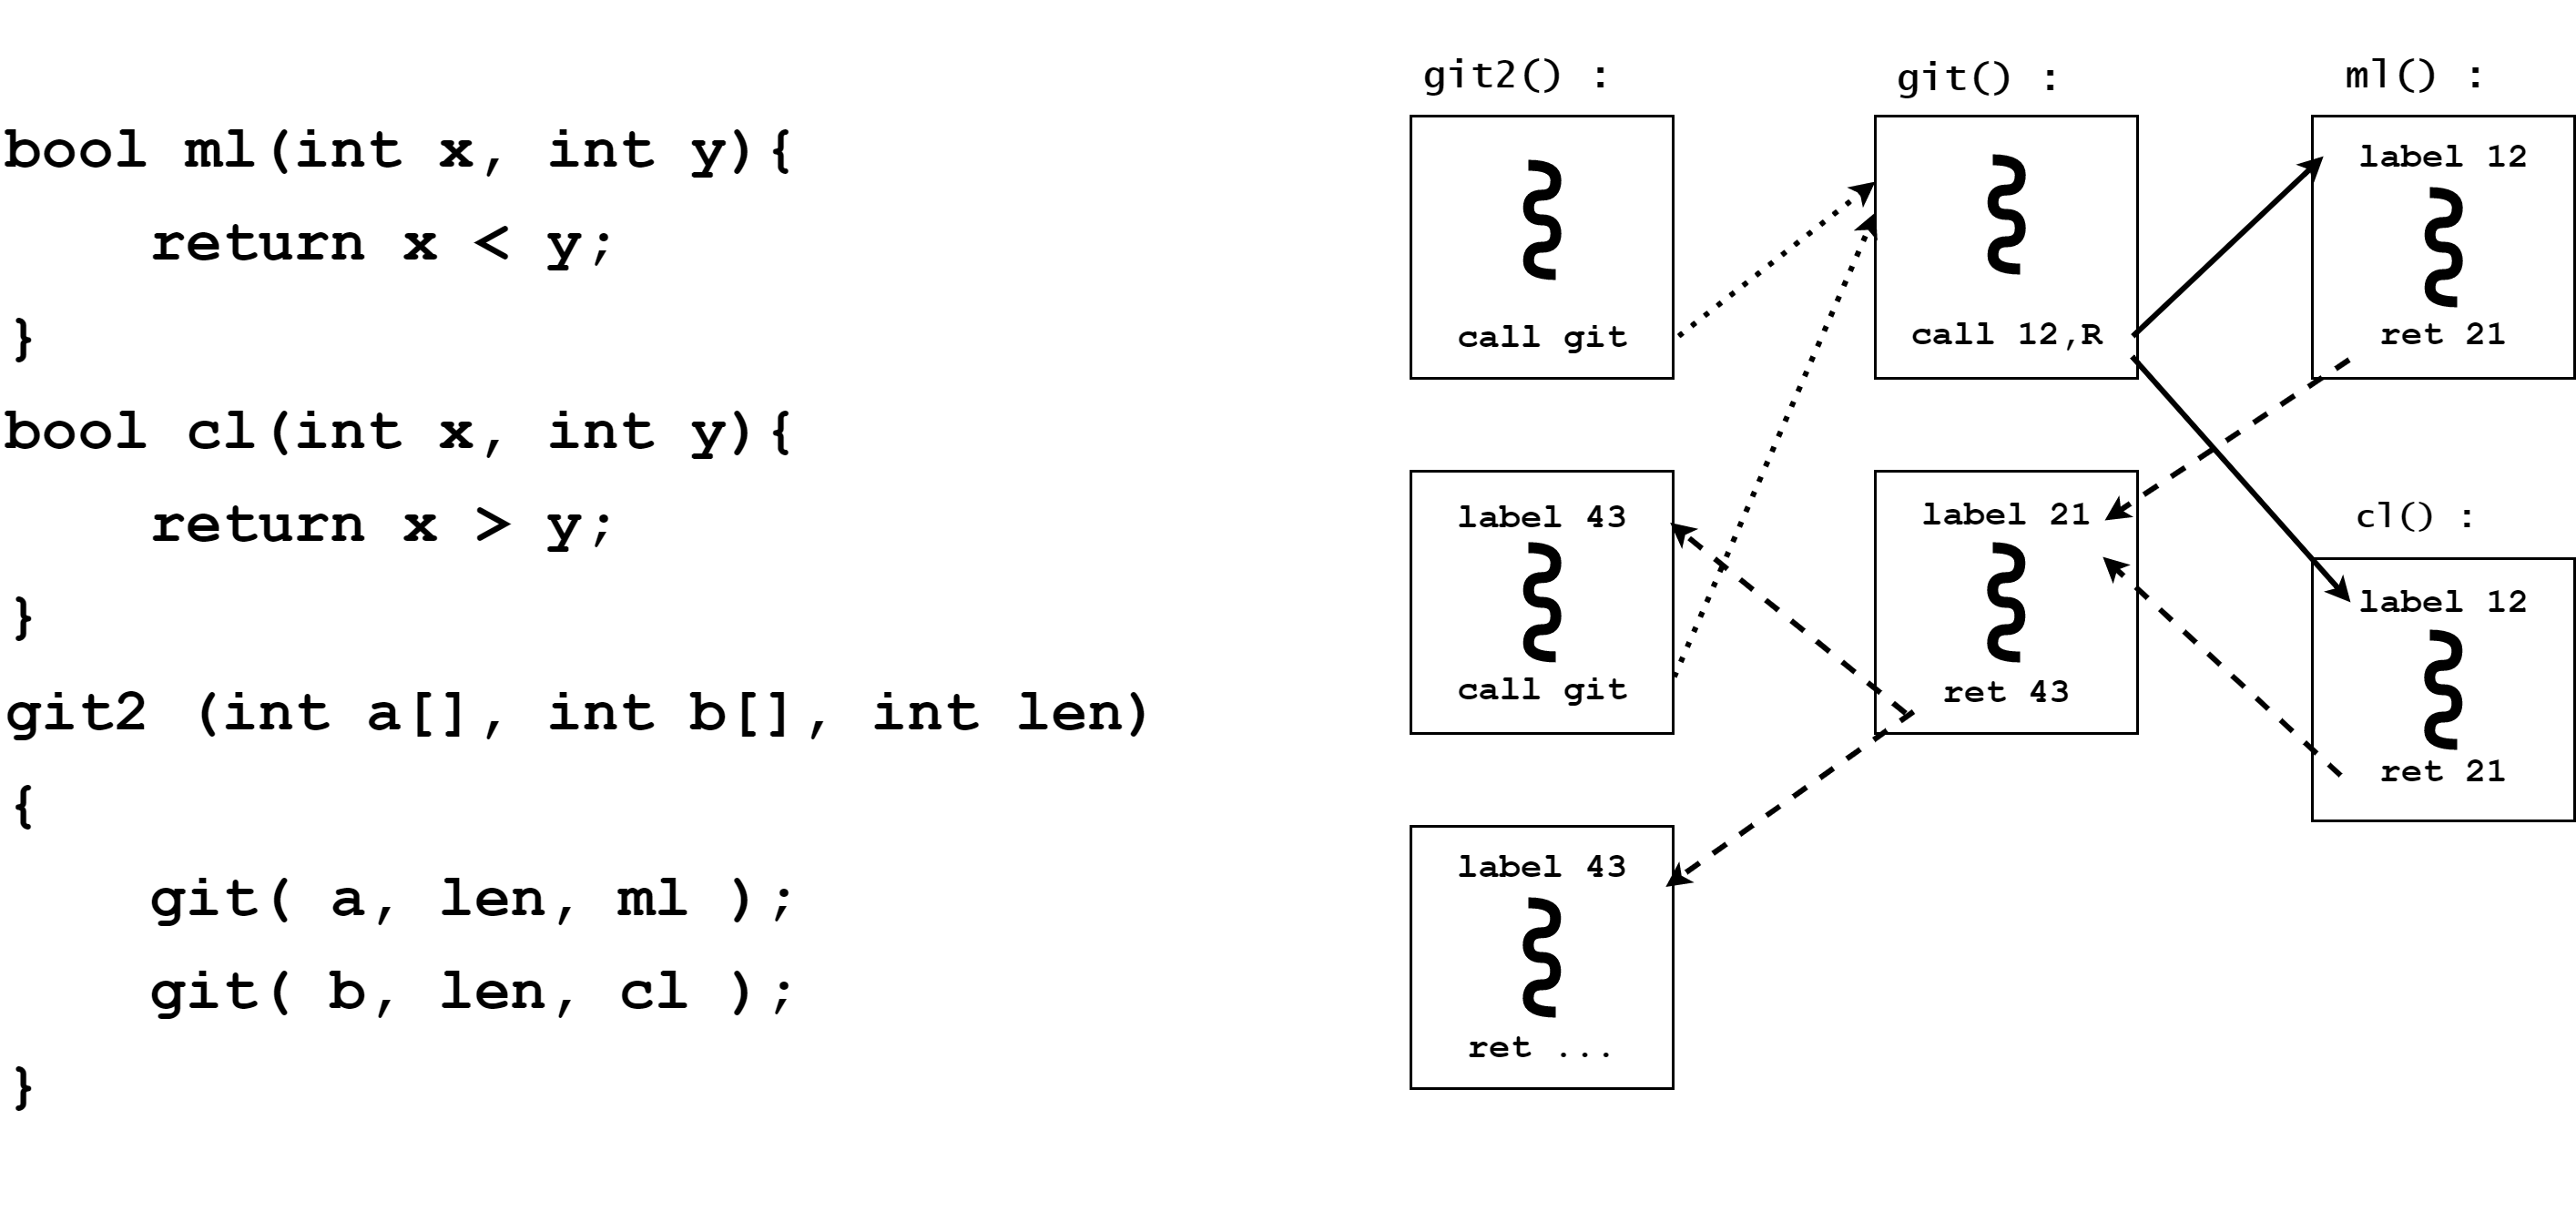 bool ml(int x, int y){
return x < y;
}
bool cl(int x, int y){
return x > y;
}
git2 (int a[], int b[], int len)
{
git( a, len, ml );
git( b, len, cl );
}
git2() :
call git
label 43
call git
label 43
ret ...
git() :
call 12,R
label 21
ret 43
ml() :
label 12
ret 21
cl() :
label 12
ret 21